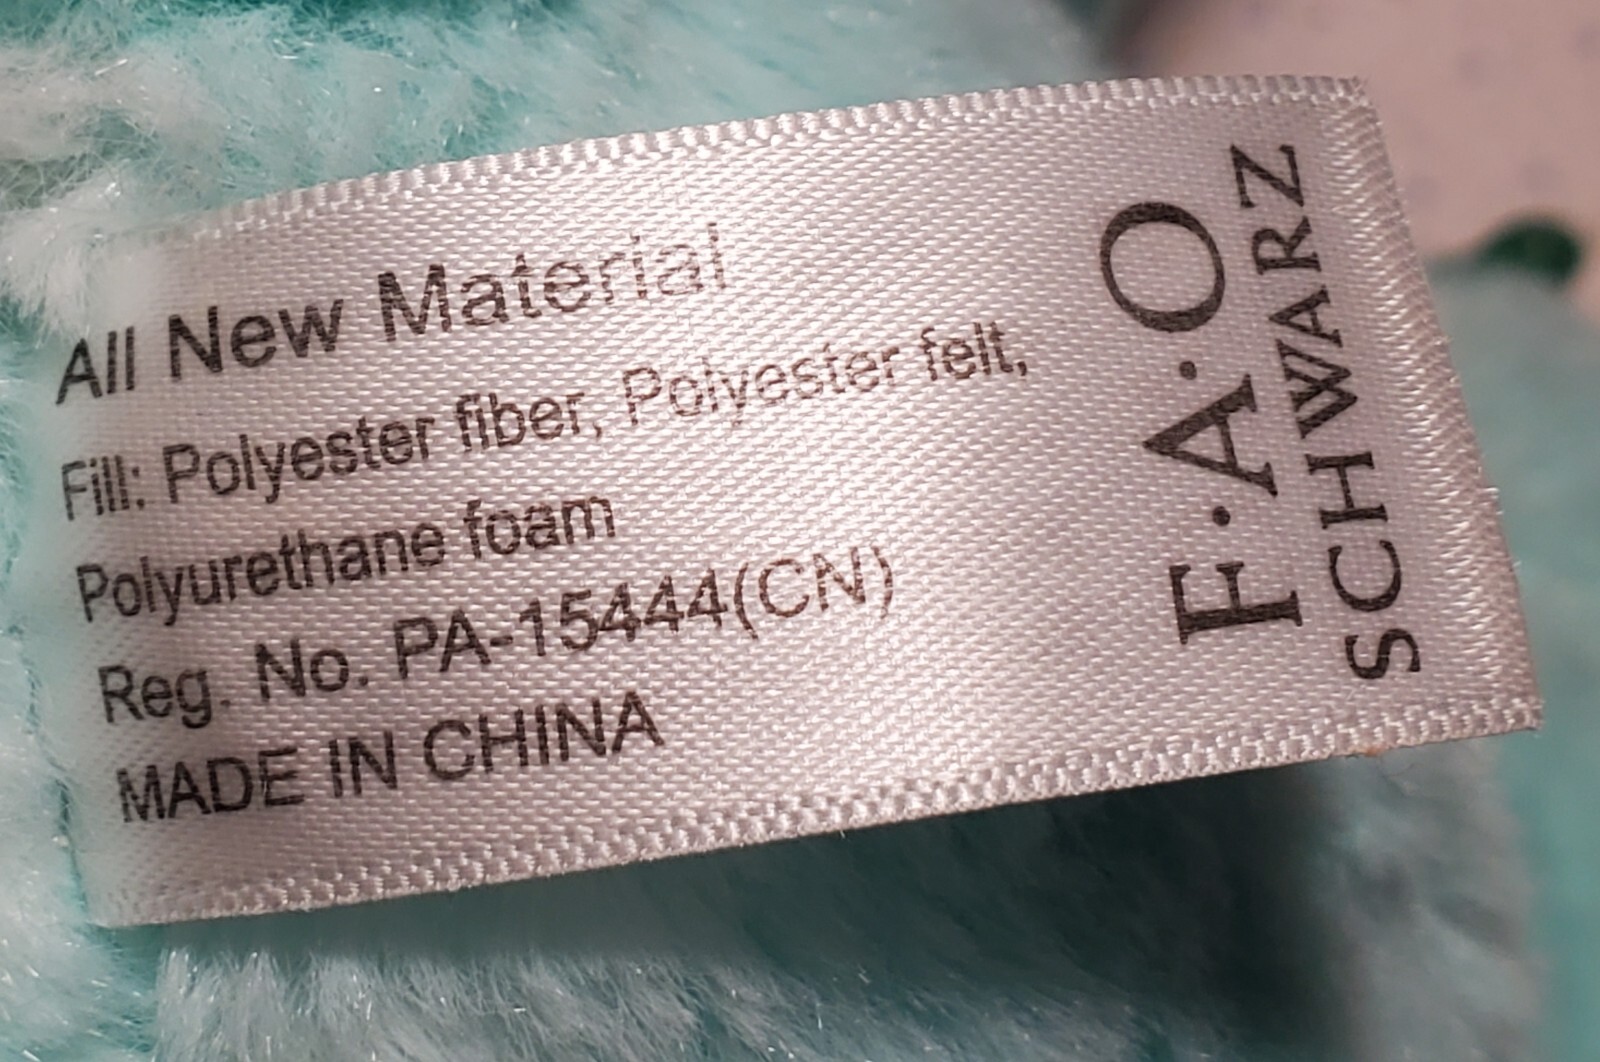 All New Material
Fill: Polyester fiber, Polyester felt,
Polyurethane foam
Reg. No. PA-15444(CN)
MADE IN CHINA
F·A·O
SCHWARZ